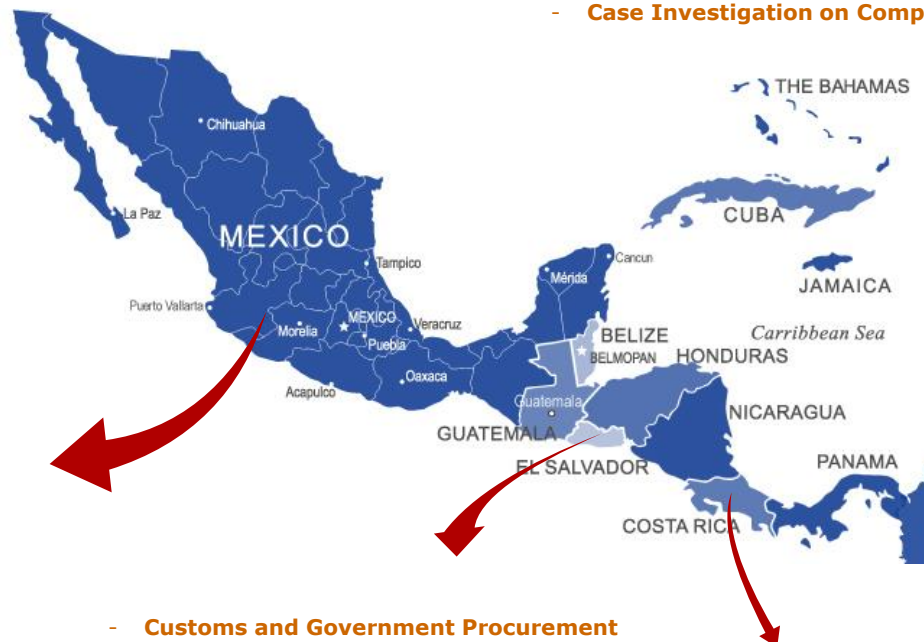 - Case Investigation on Comp
THE BAHAMAS
Chihuahua
CUBA
La Paz
MEXICO
Tampico
Cancun
Mérida
JAMAICA
Puerto Vallarta
MEXICO
Morelia
Veracruz
Puebla
BELIZE
Carribbean Sea
BELMOPAN
HONDURAS
Oaxaca
Acapulco
Guatemala
NICARAGUA
GUATEMALA
EL SALVADOR
PANAMA
COSTA RICA
- Customs and Government Procurement